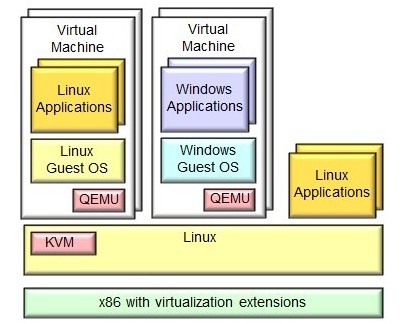 Virtual
Machine
Linux
Applications
Linux
Guest OS
QEMU
Virtual
Machine
Windows
Applications
Windows
Guest OS
QEMU
Linux
Applications
KVM
Linux
x86 with virtualization extensions